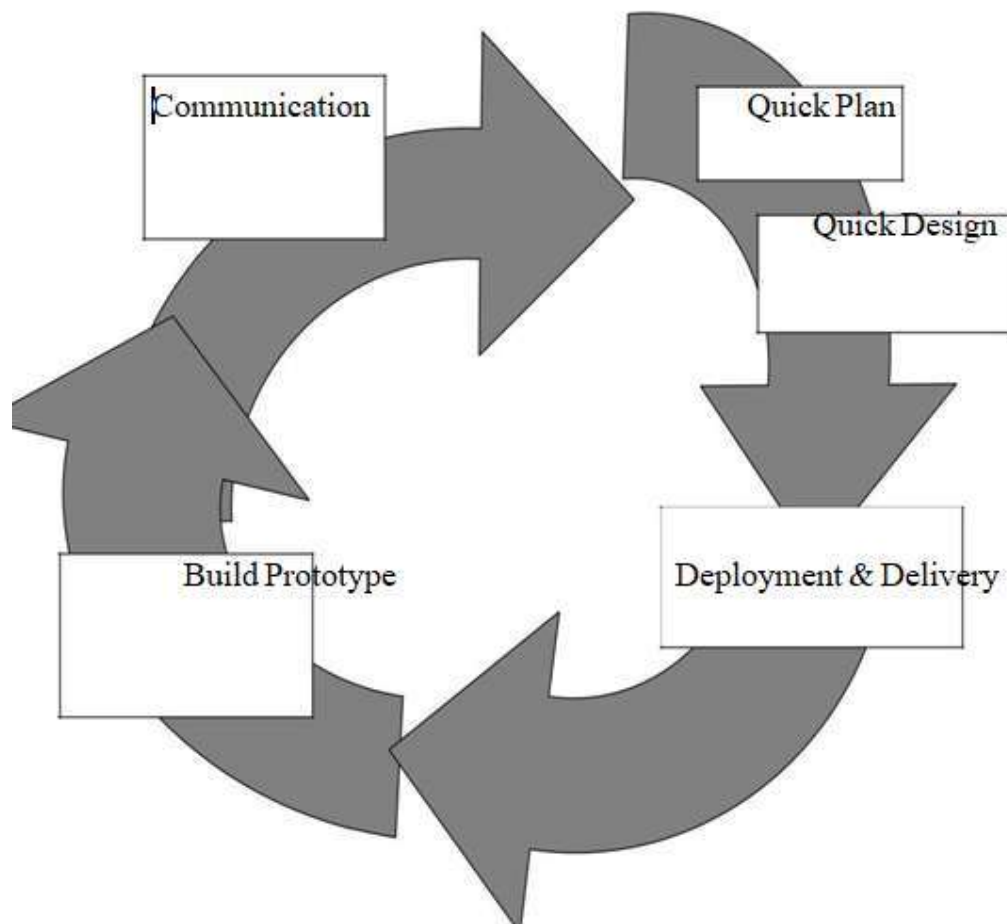 Communication
Quick Plan
Quick Design
Build Prototype
Deployment & Delivery